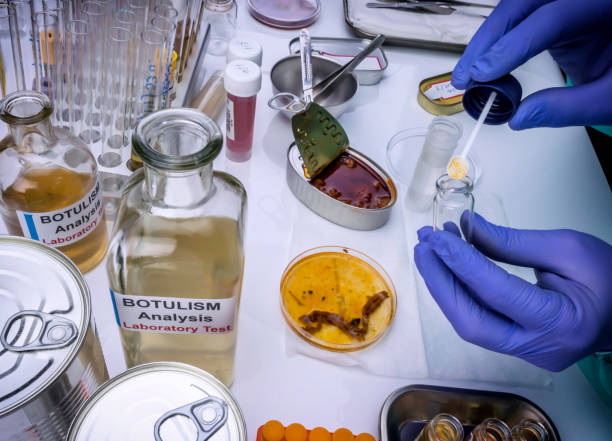 BOTULISM
Analysis
Laboratory Test
BOTULISM
Analysis
Laboratory Test